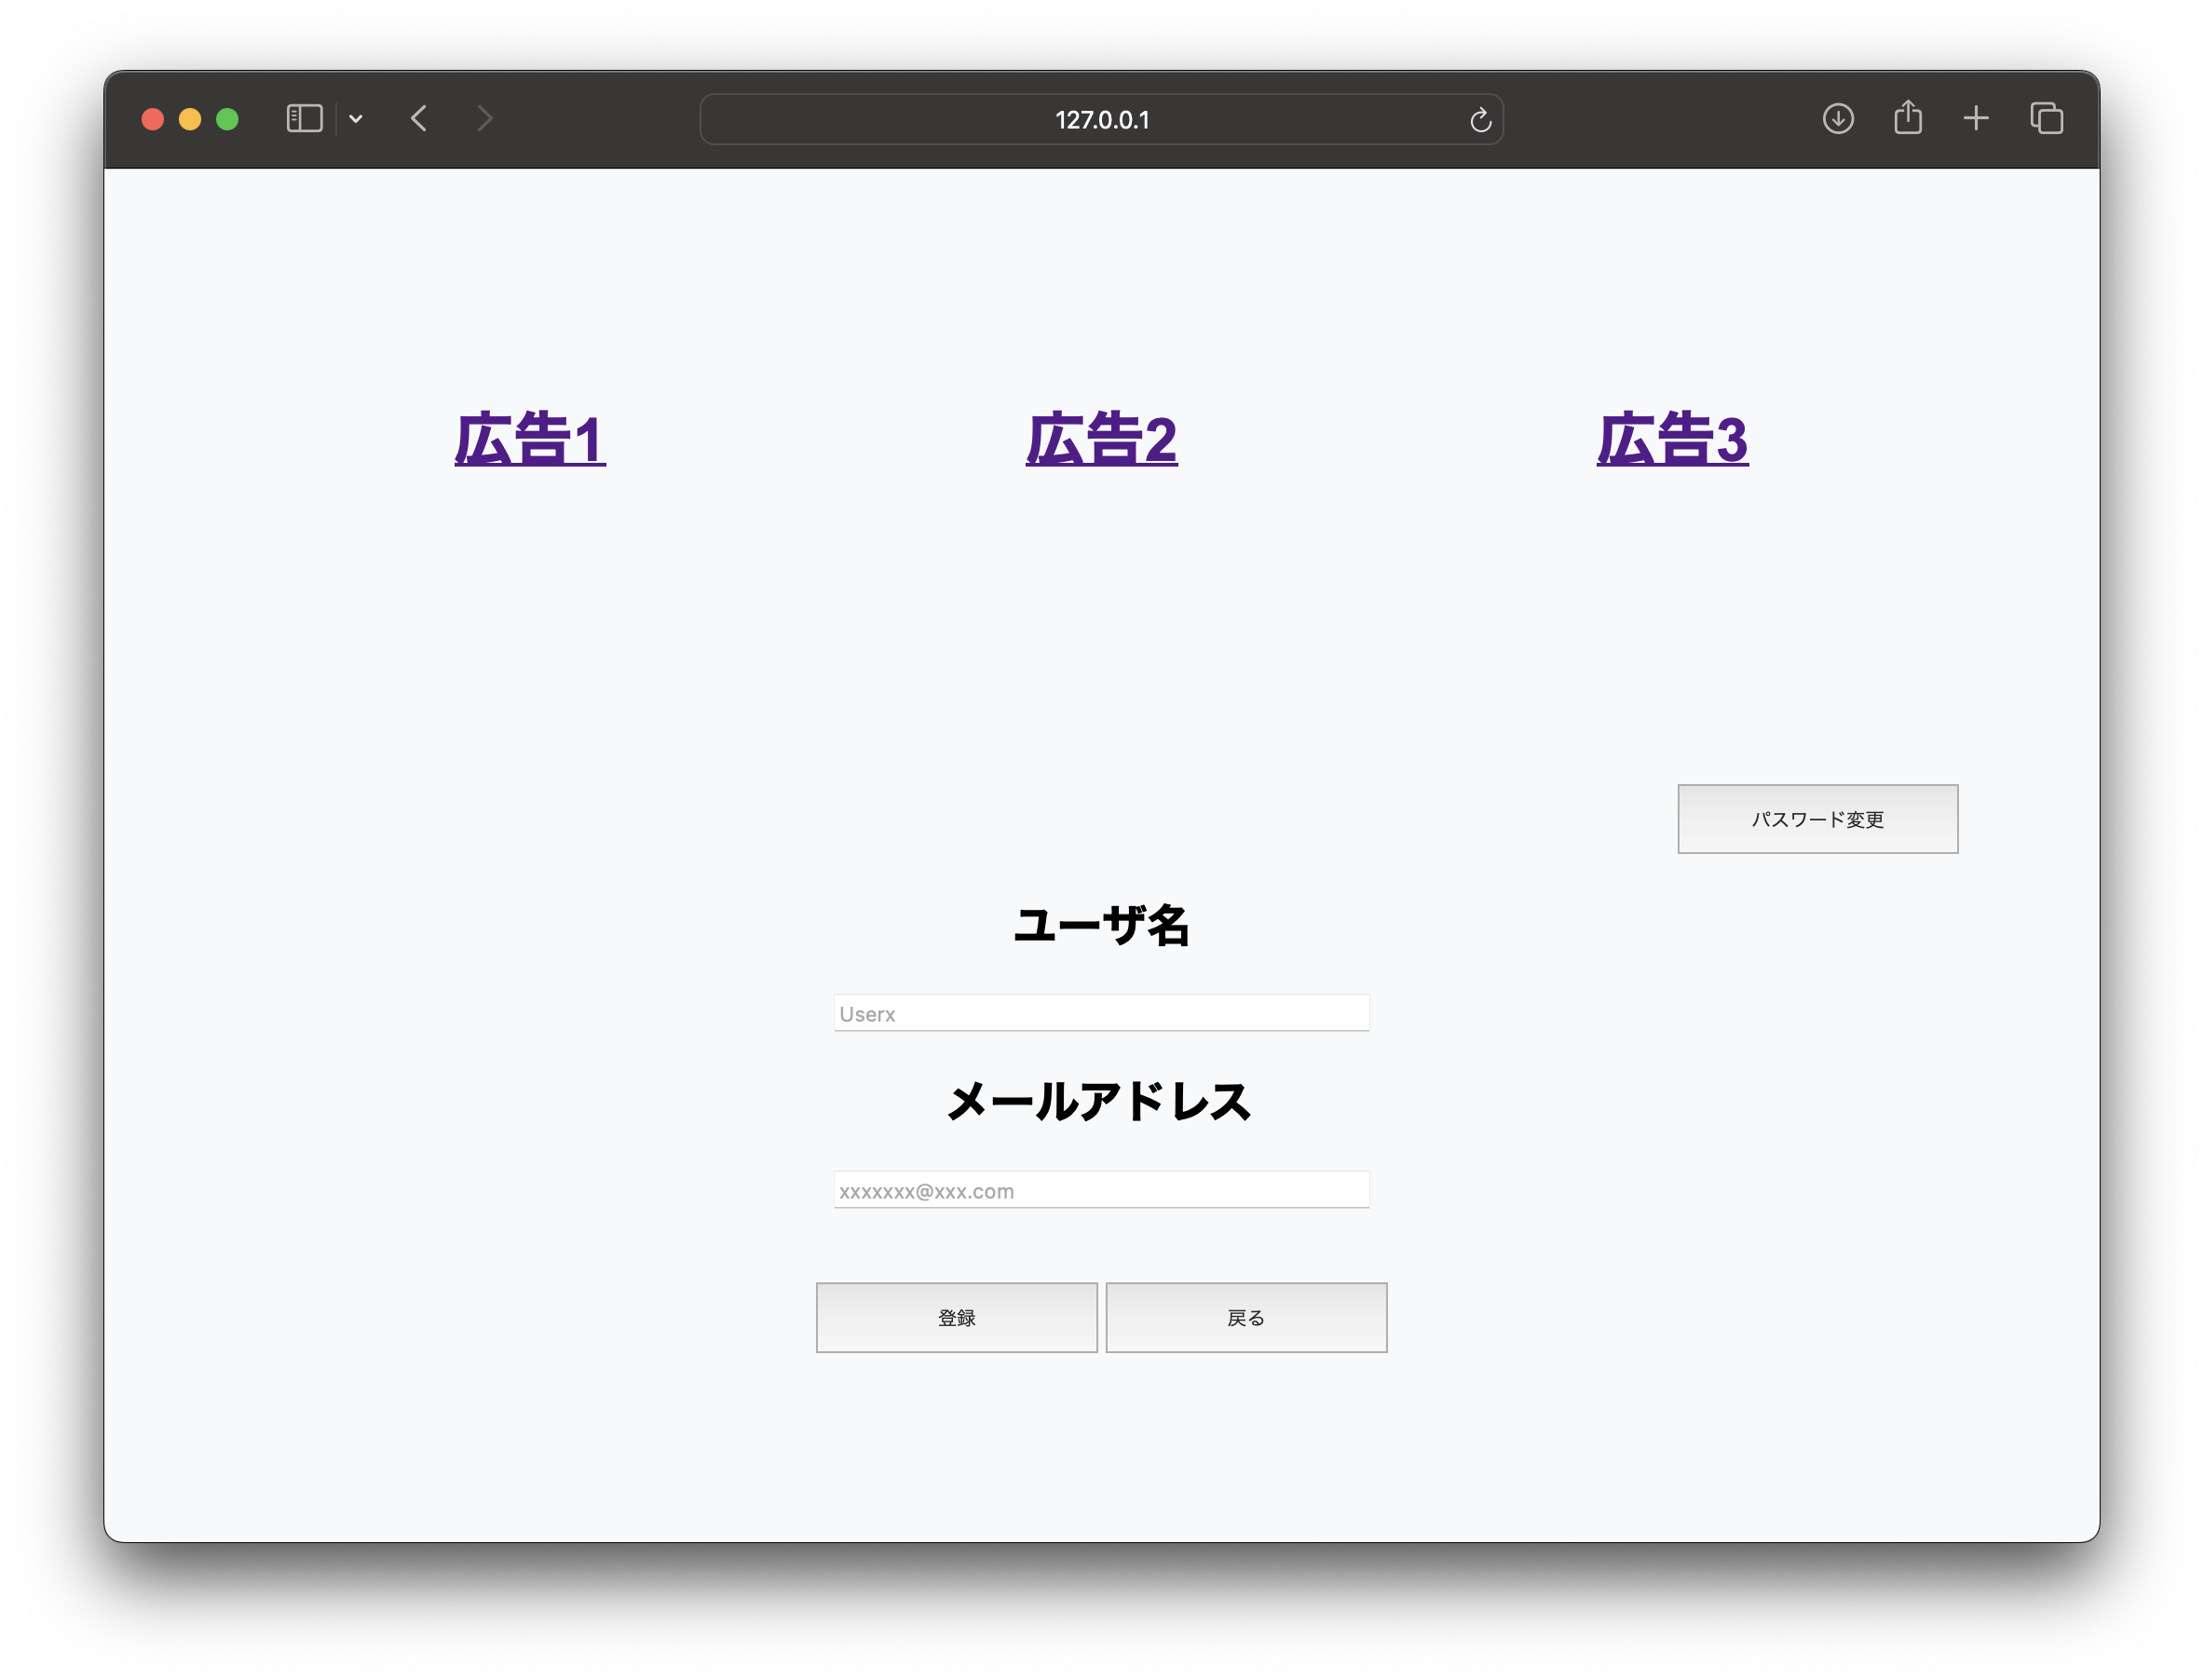 127.0.0.1
広告1 広告2 広告3
パスワード変更
ユーザ名
Userx
メールアドレス
xxxxxxx@xxx.com
登録 戻る